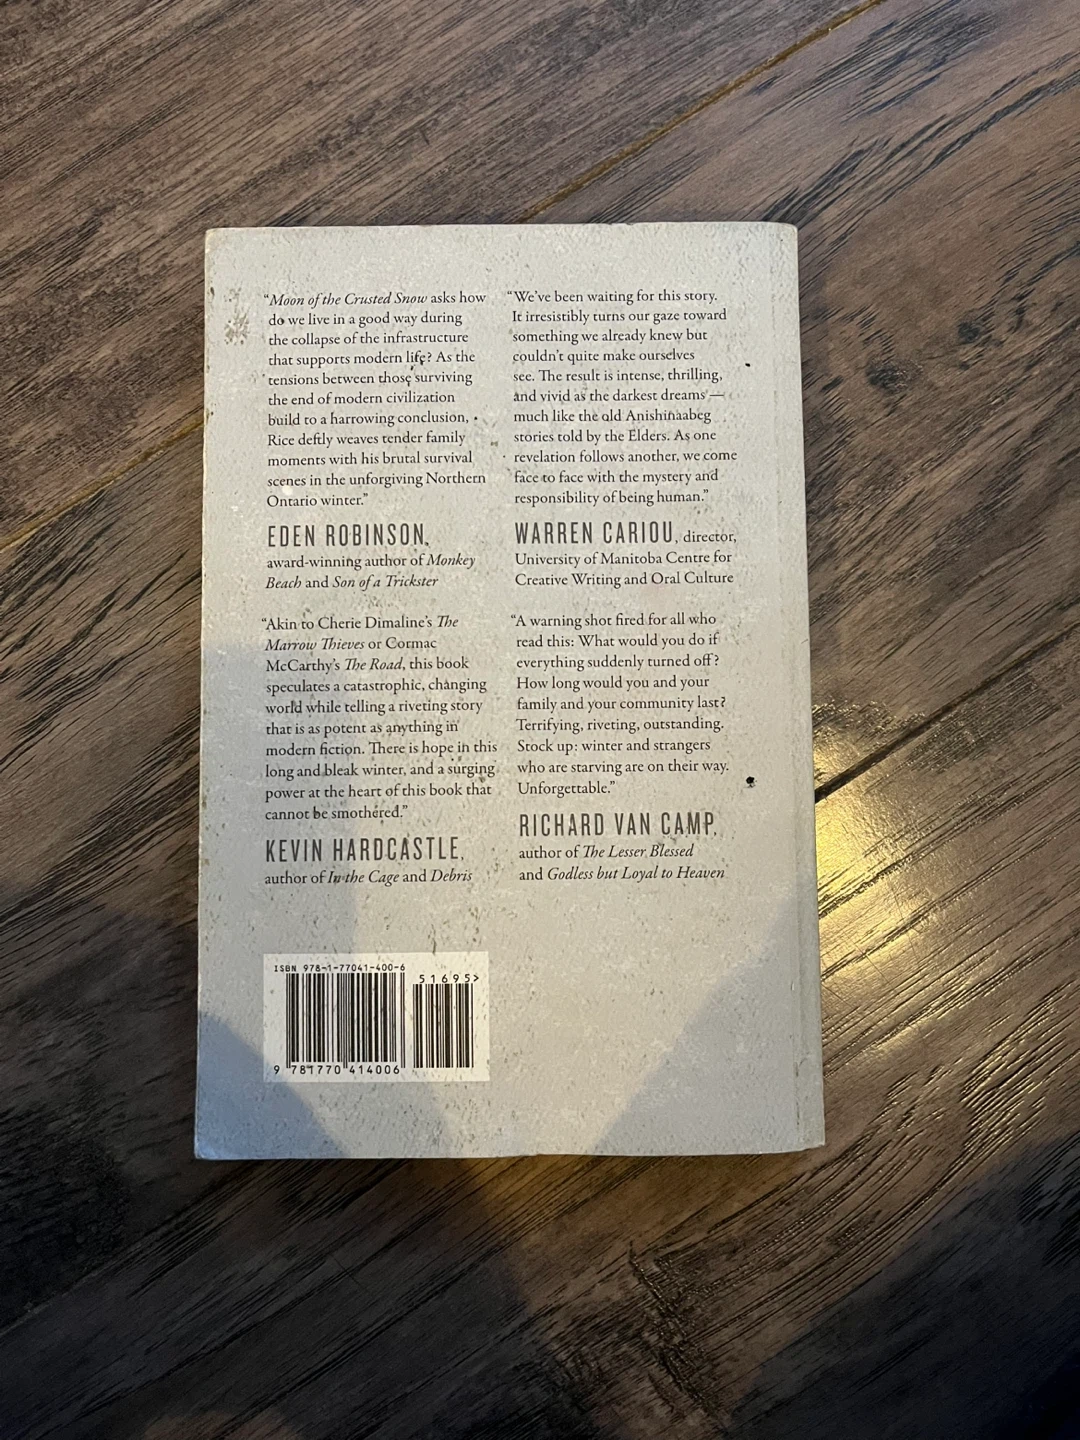 “Moon of the Crusted Snow asks how
do we live in a good way during
the collapse of the infrastructure
that supports modern life? As the
tensions between those surviving
the end of modern civilization
build to a harrowing conclusion,
Rice deftly weaves tender family
moments with his brutal survival
scenes in the unforgiving Northern
Ontario winter.”
EDEN ROBINSON,
award-winning author of Monkey
Beach and Son of a Trickster
“Akin to Cherie Dimaline’s The
Marrow Thieves or Cormac
McCarthy’s The Road, this book
speculates a catastrophic, changing
world while telling a riveting story
that is as potent as anything in
modern fiction. There is hope in this
long and bleak winter, and a surging
power at the heart of this book that
cannot be smothered.”
KEVIN HARDCASTLE,
author of In the Cage and Debris
“We’ve been waiting for this story.
It irresistibly turns our gaze toward
something we already knew but
couldn’t quite make ourselves
see. The result is intense, thrilling,
and vivid as the darkest dreams —
much like the old Anishinaabeg
stories told by the Elders. As one
revelation follows another, we come
face to face with the mystery and
responsibility of being human.”
WARREN CARIOU, director,
University of Manitoba Centre for
Creative Writing and Oral Culture
“A warning shot fired for all who
read this: What would you do if
everything suddenly turned off?
How long would you and your
family and your community last?
Terrifying, riveting, outstanding.
Stock up: winter and strangers
who are starving are on their way.
Unforgettable.”
RICHARD VAN CAMP,
author of The Lesser Blessed
and Godless but Loyal to Heaven
ISBN 978-1-77041-400-6
51695>
9 781770 414006